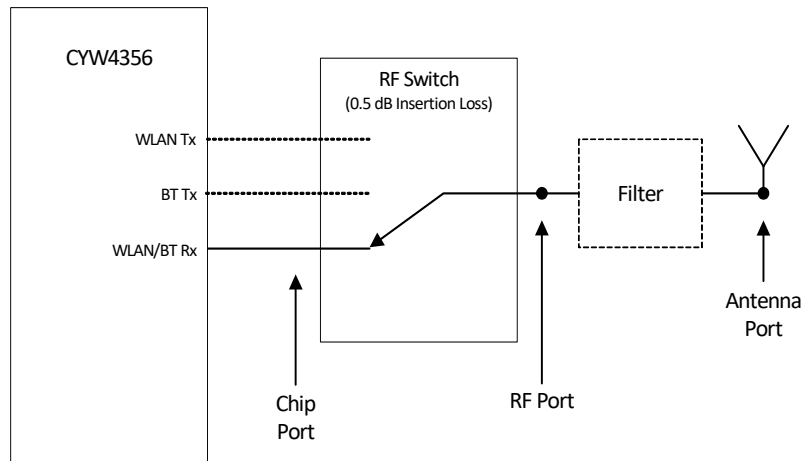 CYW4356
RF Switch
(0.5 dB Insertion Loss)
WLAN Tx
BT Tx
WLAN/BT Rx
Filter
Chip
Port
RF Port
Antenna
Port